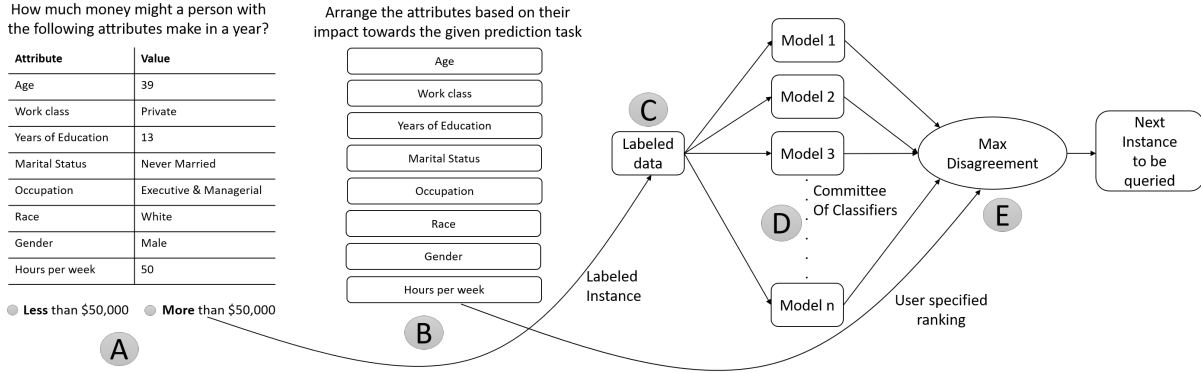 How much money might a person with
the following attributes make in a year?
Attribute Value
Age 39
Work class Private
Years of Education 13
Marital Status Never Married
Occupation Executive & Managerial
Race White
Gender Male
Hours per week 50
Less than $50,000 More than $50,000
A
Arrange the attributes based on their
impact towards the given prediction task
Age
Work class
Years of Education
Marital Status
Occupation
Race
Gender
Hours per week
B
Labeled
Instance
C
Labeled
data
Model 1
Model 2
Model 3
Committee
Of Classifiers
D
Model n
User specified
ranking
Max
Disagreement
E
Next
Instance
to be
queried